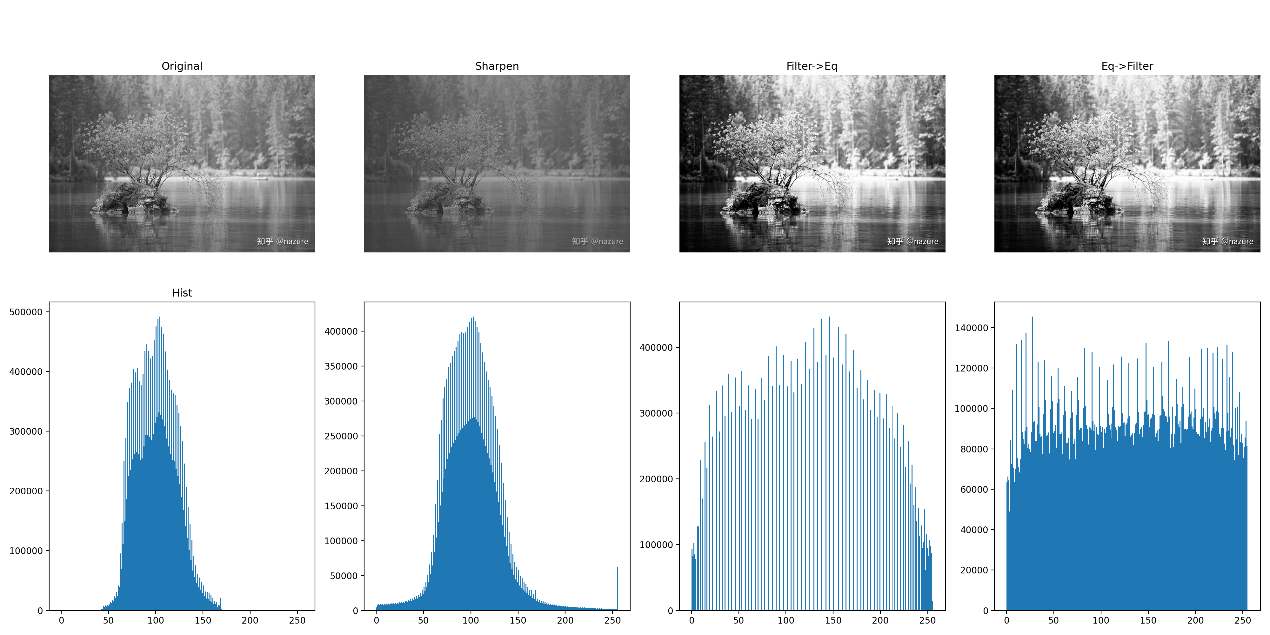 Original
Sharpen
Filter->Eq
Eq->Filter
知乎 @nazure
知乎 @nazure
知乎 @nazure
知乎 @nazure
Hist
500000
400000
300000
200000
100000
0
0 50 100 150 200 250
400000
350000
300000
250000
200000
150000
100000
50000
0
0 50 100 150 200 250
400000
300000
200000
100000
0
0 50 100 150 200 250
140000
120000
100000
80000
60000
40000
20000
0
0 50 100 150 200 250